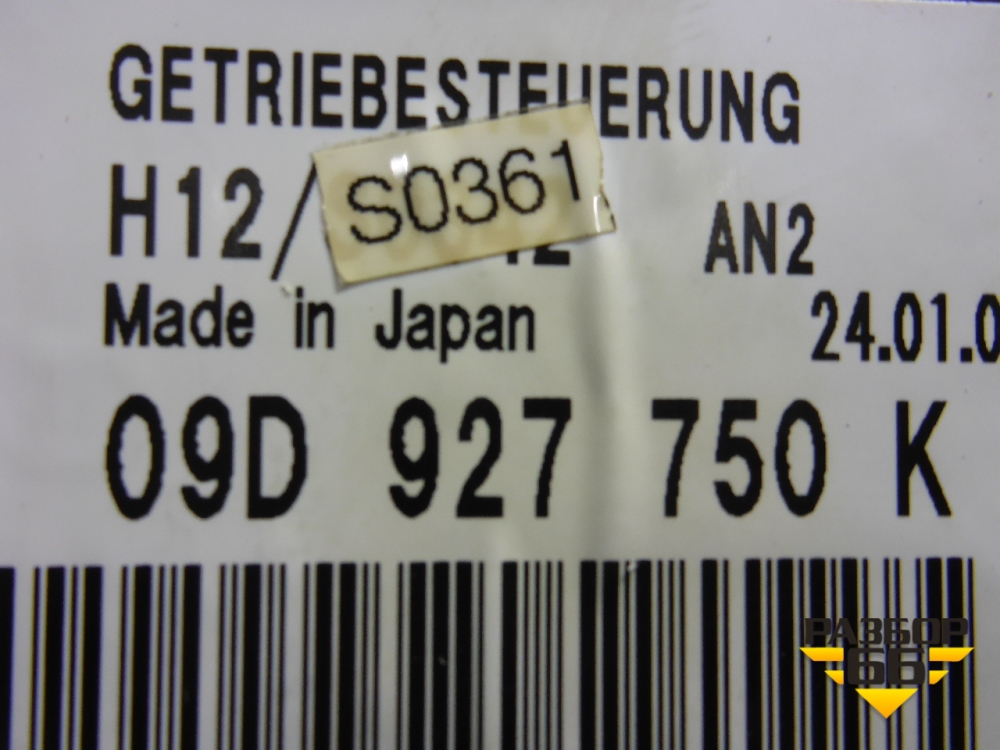 GETRIEBESTEUERUNG
H12/ S0361 AN2
Made in Japan
24.01.0
09D 927 750 K
РАЗБОР
66